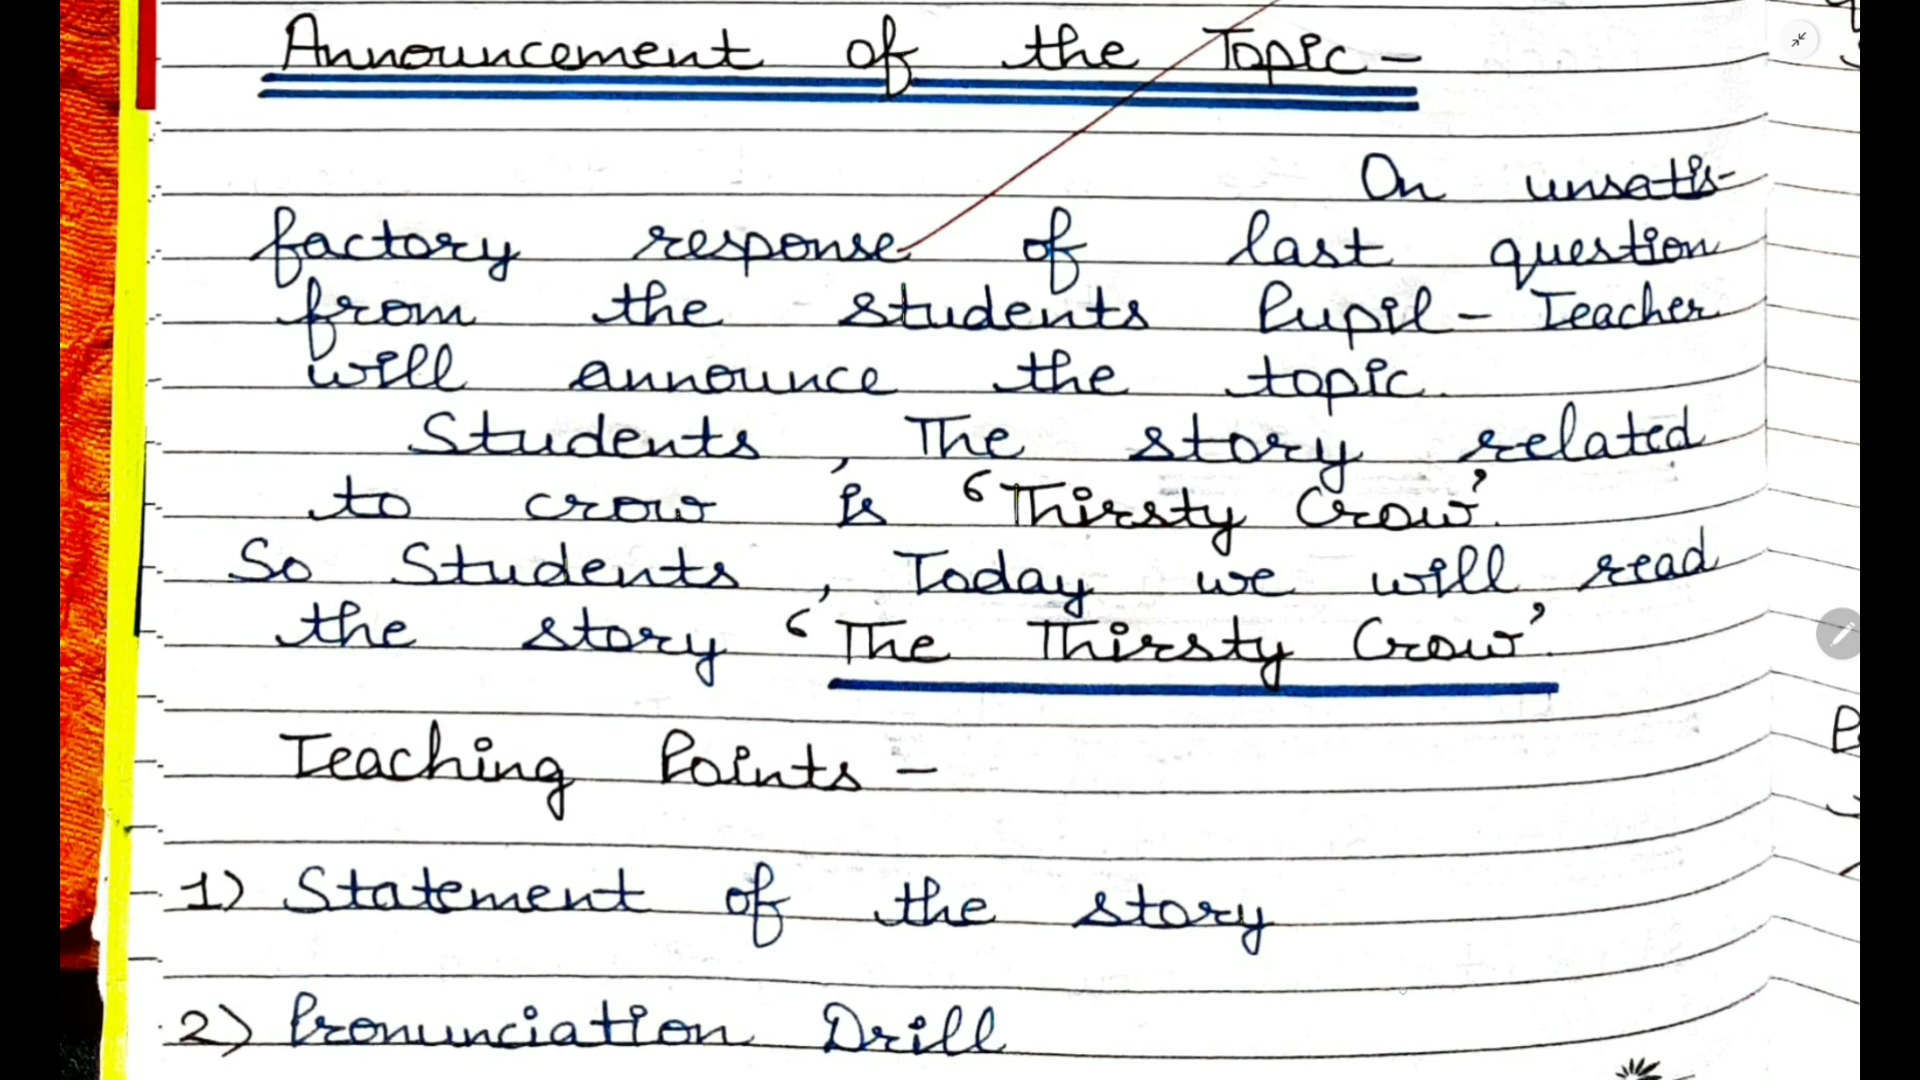 Announcement of the Topic-
On unsatis-
factory response of last question
from the students Pupil-Teacher
will announce the topic.
Students, The story related
to crow is 'Thirsty Crow'.
So Students, Today we will read
the story 'The Thirsty Crow'.
Teaching Points-
1) Statement of the story
2) Pronunciation Drill